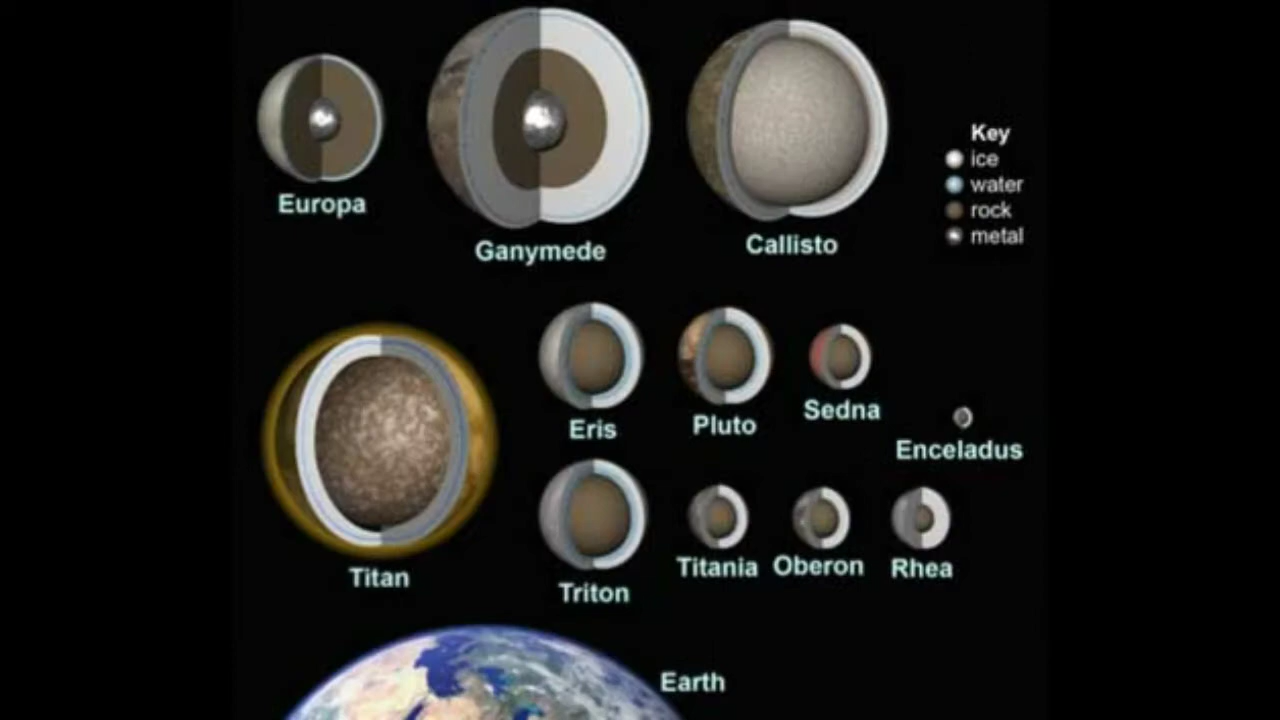 Europa
Ganymede
Callisto
Key
ice
water
rock
metal
Titan
Eris
Pluto
Sedna
Enceladus
Triton
Titania
Oberon
Rhea
Earth